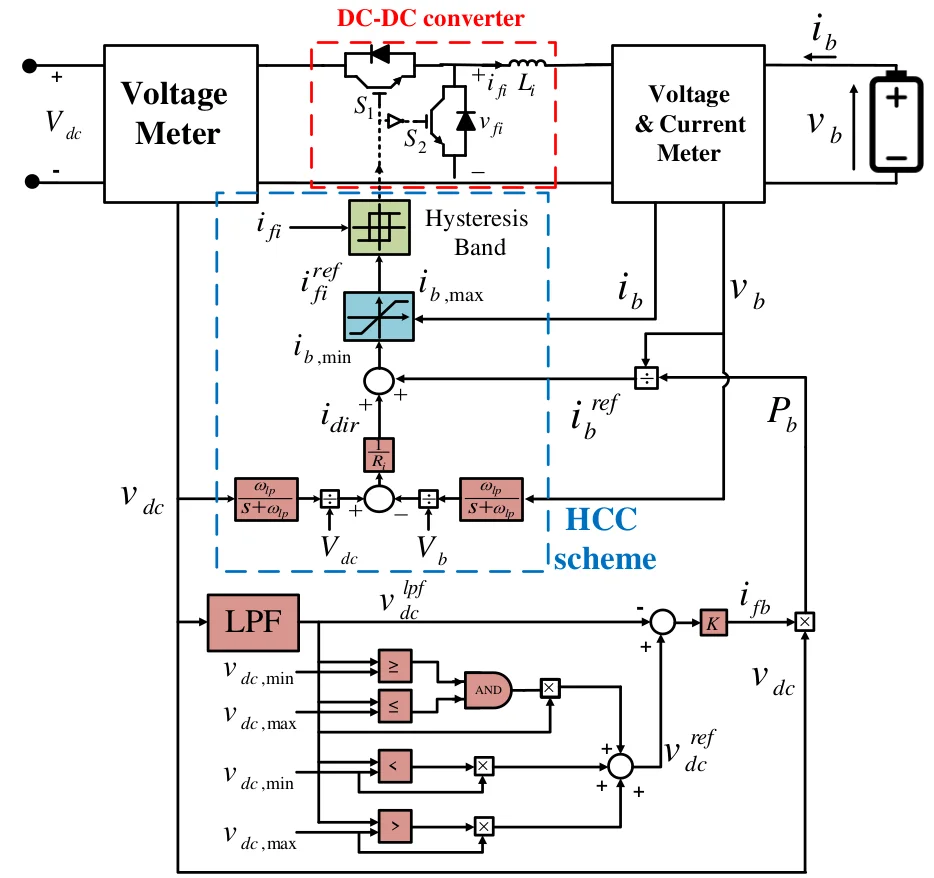 DC-DC converter
i_b
+
V_dc
-
Voltage
Meter
S_1
+ i_fi L_i
S_2
v_fi
−
Voltage
& Current
Meter
v_b
+
−
i_fi
Hysteresis
Band
i_fi^ref
i_b,max
i_b
v_b
i_b,min
+ +
÷
i_b^ref
P_b
i_dir
1
R_i
v_dc
ω_lp
s+ω_lp
÷
+
−
÷
ω_lp
s+ω_lp
V_dc
V_b
HCC
scheme
LPF
v_dc^lpf
-
+
K
i_fb
×
v_dc,min
≥
AND
×
v_dc
v_dc,max
≤
v_dc,min
<
×
+
+
+
v_dc^ref
v_dc,max
>
×